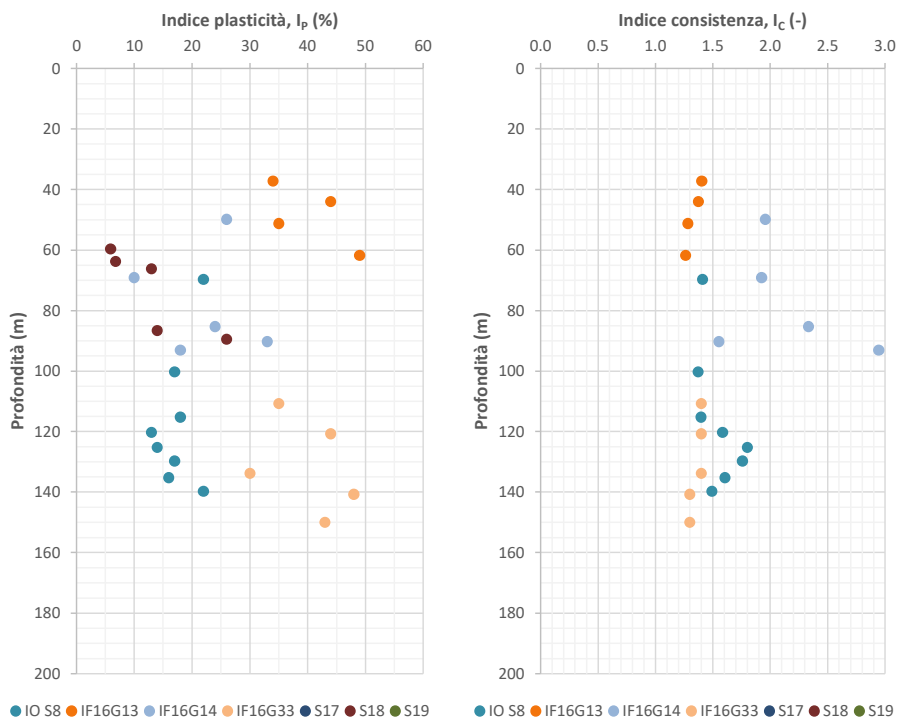 Indice plasticità, IP (%)
0 10 20 30 40 50 60
0
20
40
60
80
100
120
140
160
180
200
Profondità (m)
IO S8 IF16G13 IF16G14 IF16G33 S17 S18 S19
Indice consistenza, IC (-)
0.0 0.5 1.0 1.5 2.0 2.5 3.0
0
20
40
60
80
100
120
140
160
180
200
Profondità (m)
IO S8 IF16G13 IF16G14 IF16G33 S17 S18 S19